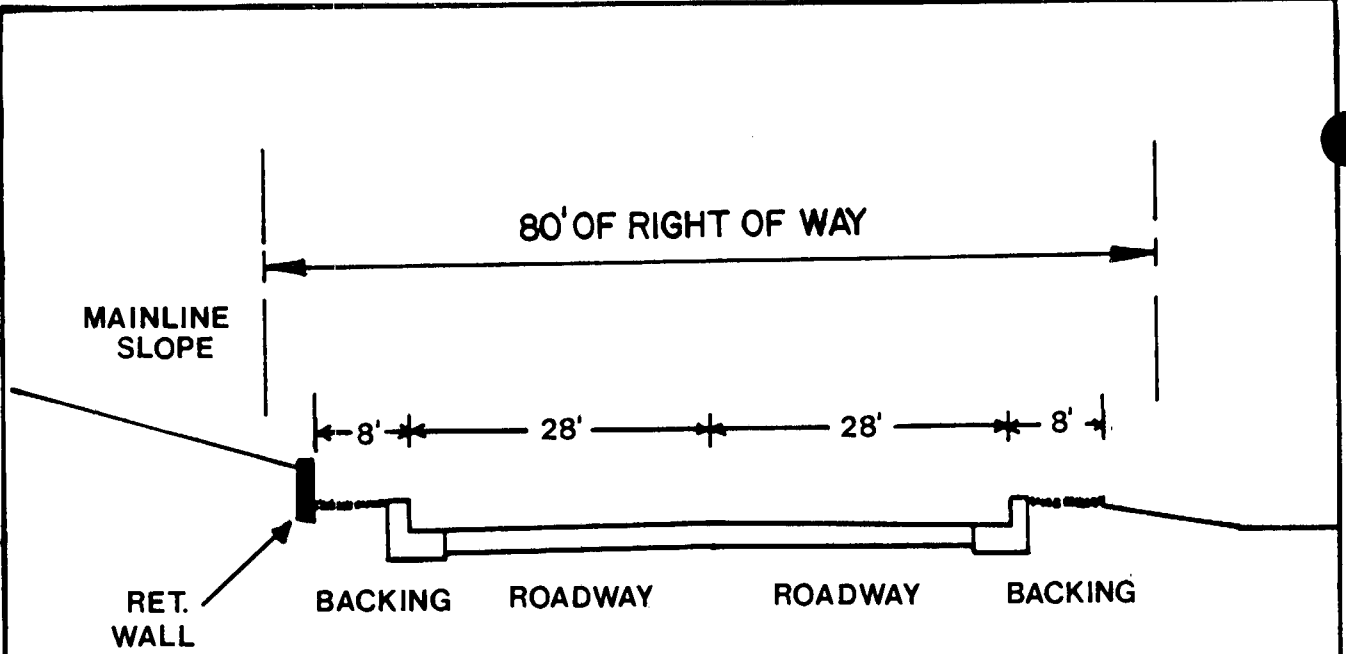 80' OF RIGHT OF WAY
MAINLINE
SLOPE
8' 28' 28' 8'
RET.
WALL
BACKING ROADWAY ROADWAY BACKING